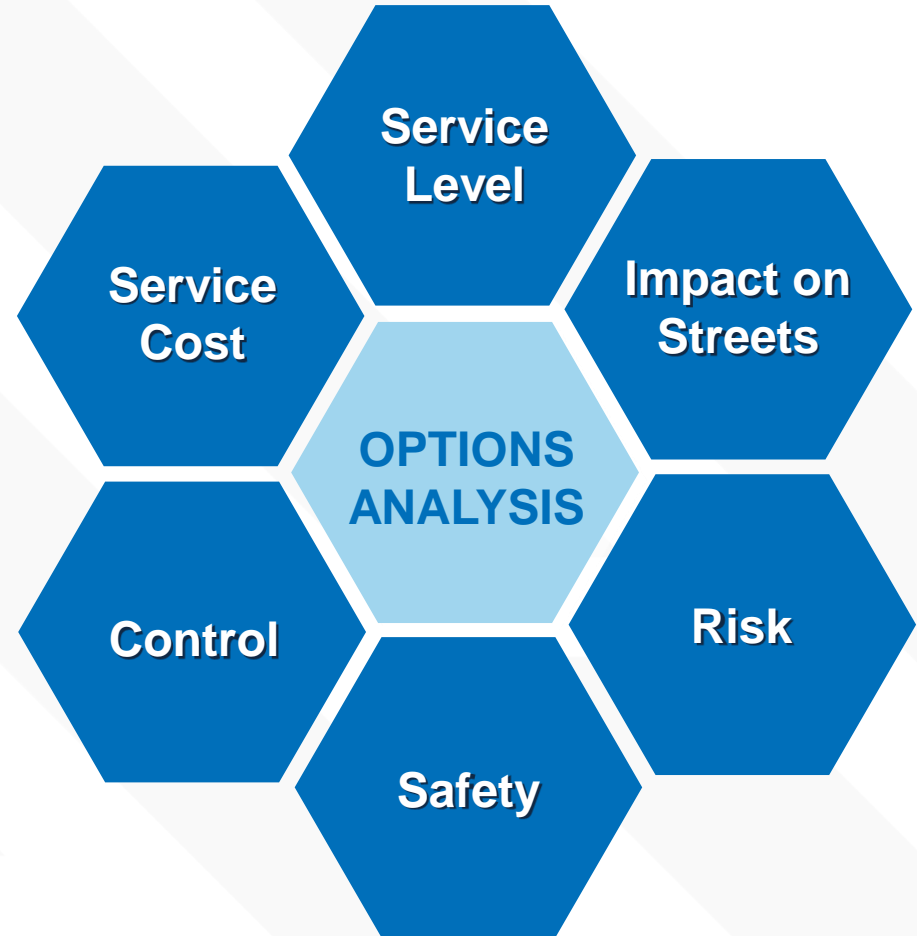 Service
Level
Service
Cost
Impact on
Streets
OPTIONS
ANALYSIS
Control
Risk
Safety